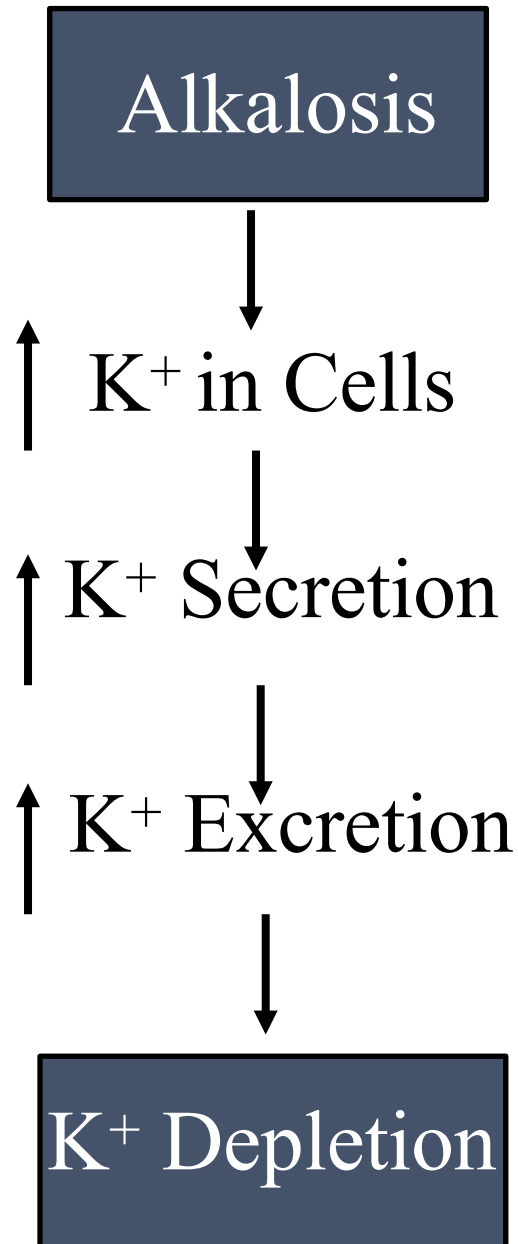 Alkalosis
K⁺ in Cells
K⁺ Secretion
K⁺ Excretion
K⁺ Depletion